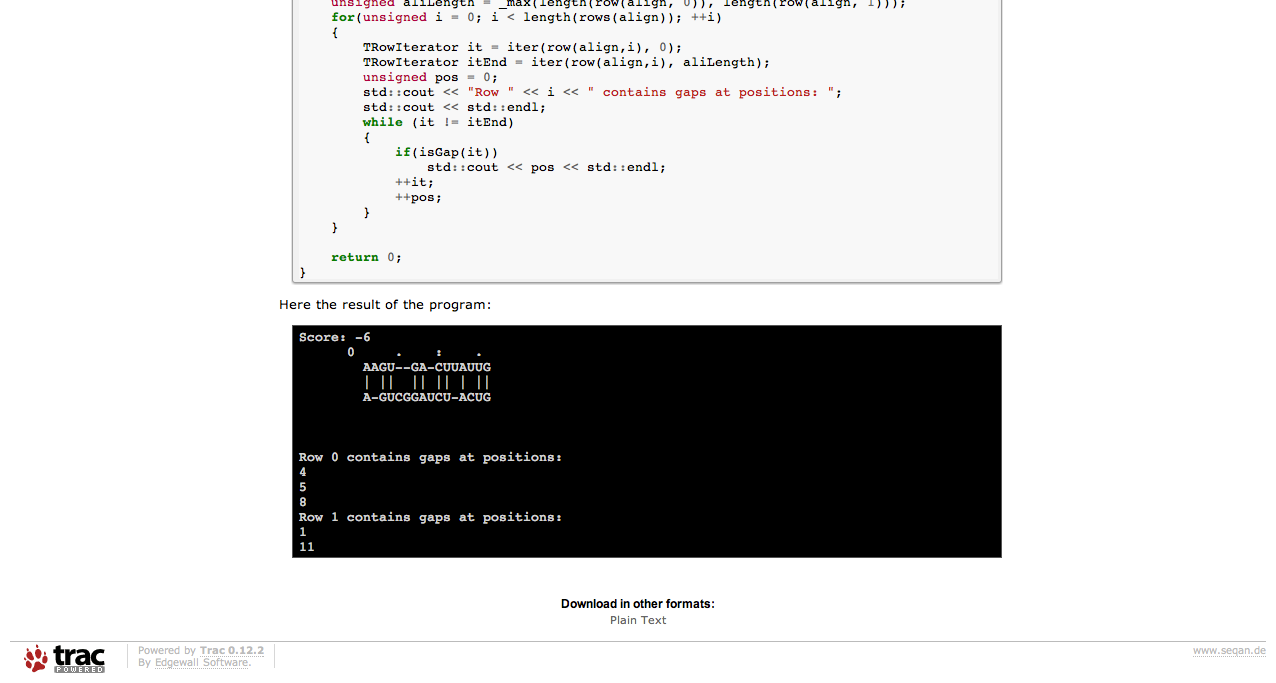 unsigned aliLength = _max(length(row(align, 0)), length(row(align, 1)));
for(unsigned i = 0; i < length(rows(align)); ++i)
{
TRowIterator it = iter(row(align,i), 0);
TRowIterator itEnd = iter(row(align,i), aliLength);
unsigned pos = 0;
std::cout << "Row " << i << " contains gaps at positions: ";
std::cout << std::endl;
while (it != itEnd)
{
if(isGap(it))
std::cout << pos << std::endl;
++it;
++pos;
}
}
return 0;
}
Here the result of the program:
Score: -6
0     .    :    .
AAGU--GA-CUUAUUG
| ||  || || | ||
A-GUCGGAUCU-ACUG
Row 0 contains gaps at positions:
4
5
8
Row 1 contains gaps at positions:
1
11
Download in other formats:
Plain Text
trac POWERED
Powered by Trac 0.12.2
By Edgewall Software.
www.seqan.de